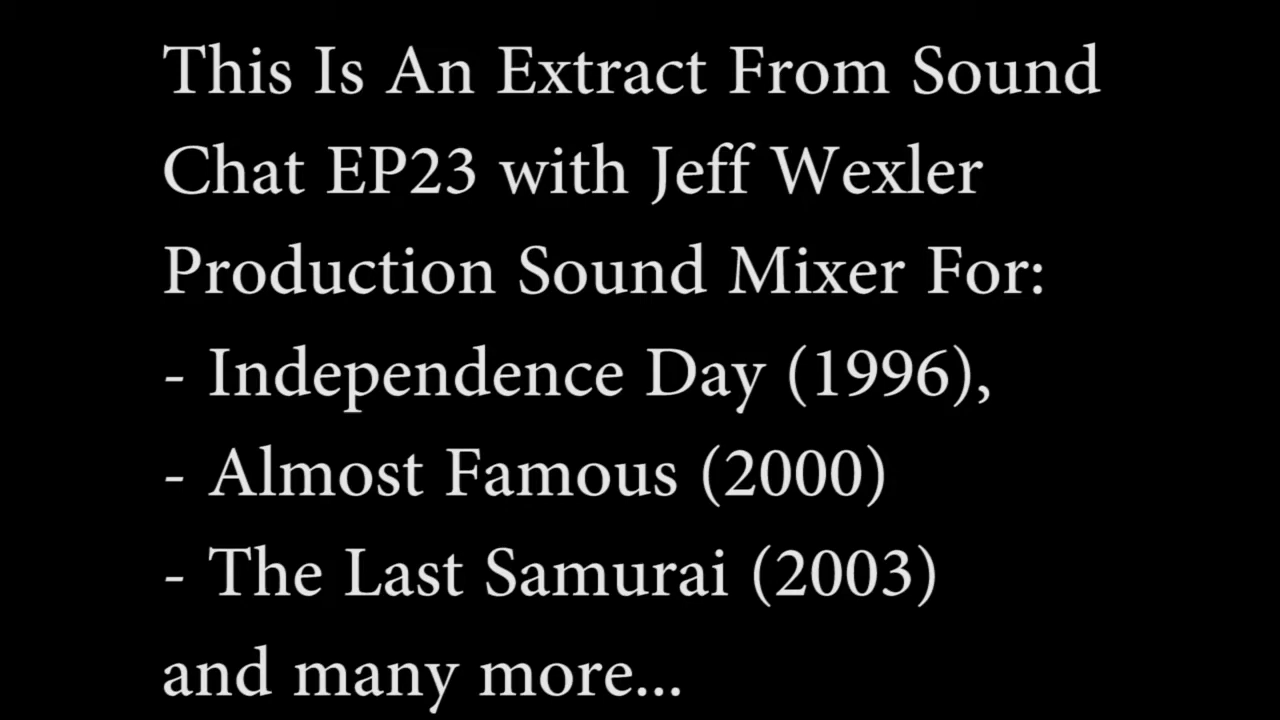 This Is An Extract From Sound
Chat EP23 with Jeff Wexler
Production Sound Mixer For:
- Independence Day (1996),
- Almost Famous (2000)
- The Last Samurai (2003)
and many more...